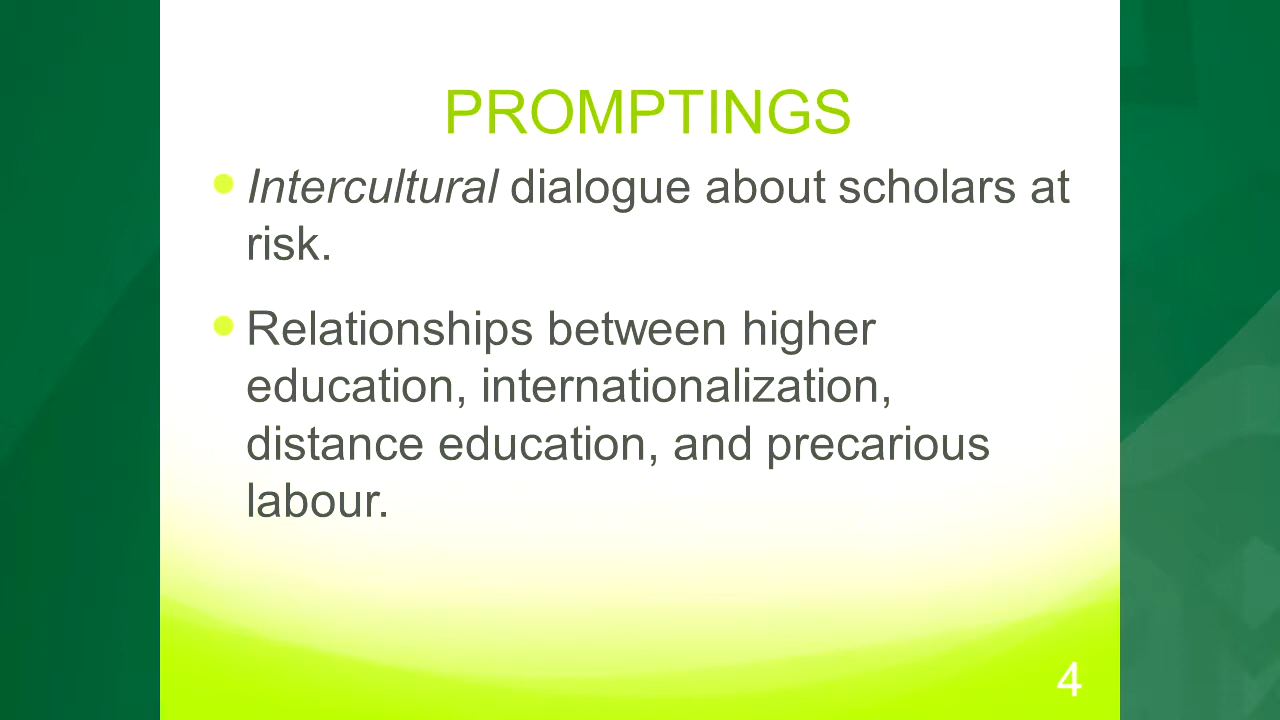 PROMPTINGS
Intercultural dialogue about scholars at
risk.
Relationships between higher
education, internationalization,
distance education, and precarious
labour.
4